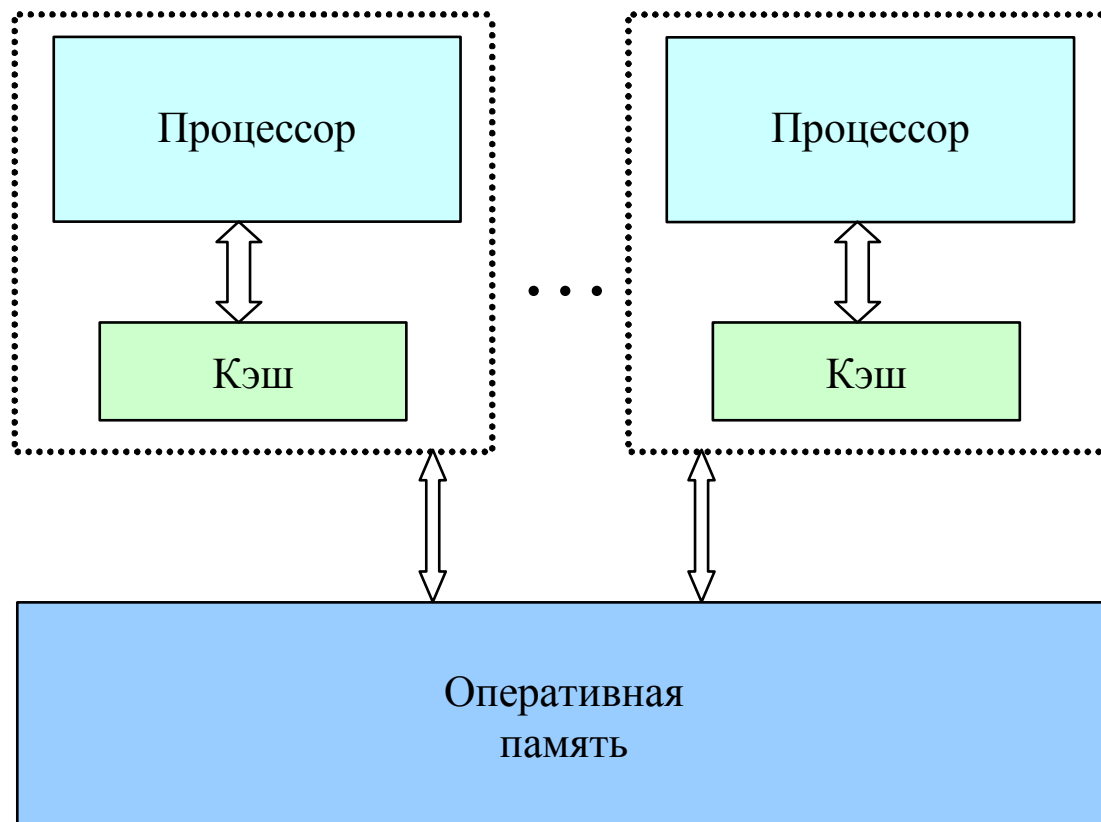 Процессор
Процессор
. . .
Кэш
Кэш
Оперативная
память